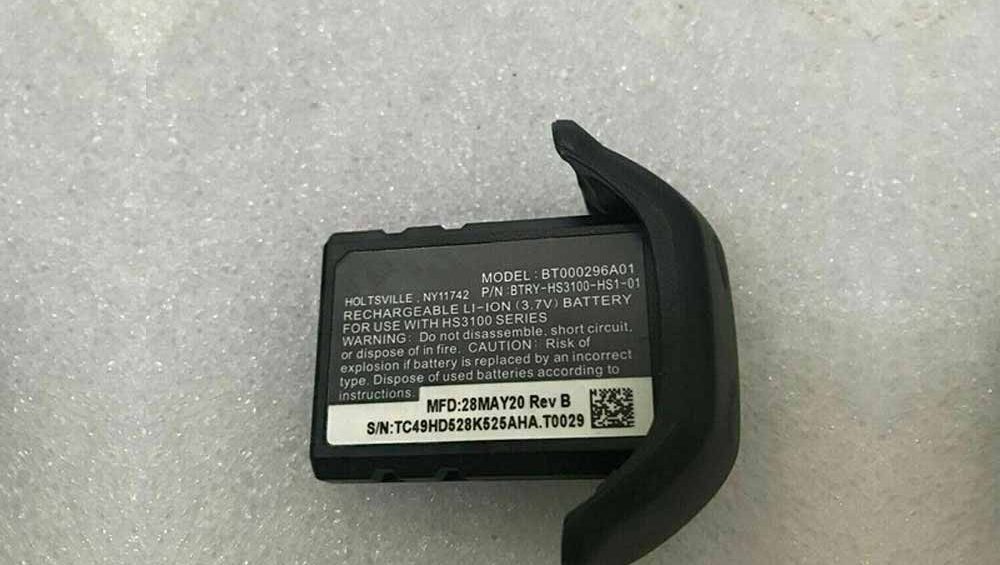 MODEL : BT000296A01
HOLTSVILLE , NY11742 P/N :BTRY-HS3100-HS1-01
RECHARGEABLE LI-ION (3.7V) BATTERY
FOR USE WITH HS3100 SERIES
WARNING: Do not disassemble, short circuit,
or dispose of in fire. CAUTION: Risk of
explosion if battery is replaced by an incorrect
type. Dispose of used batteries according to
instructions.
MFD:28MAY20 Rev B
S/N:TC49HD528K525AHA.T0029